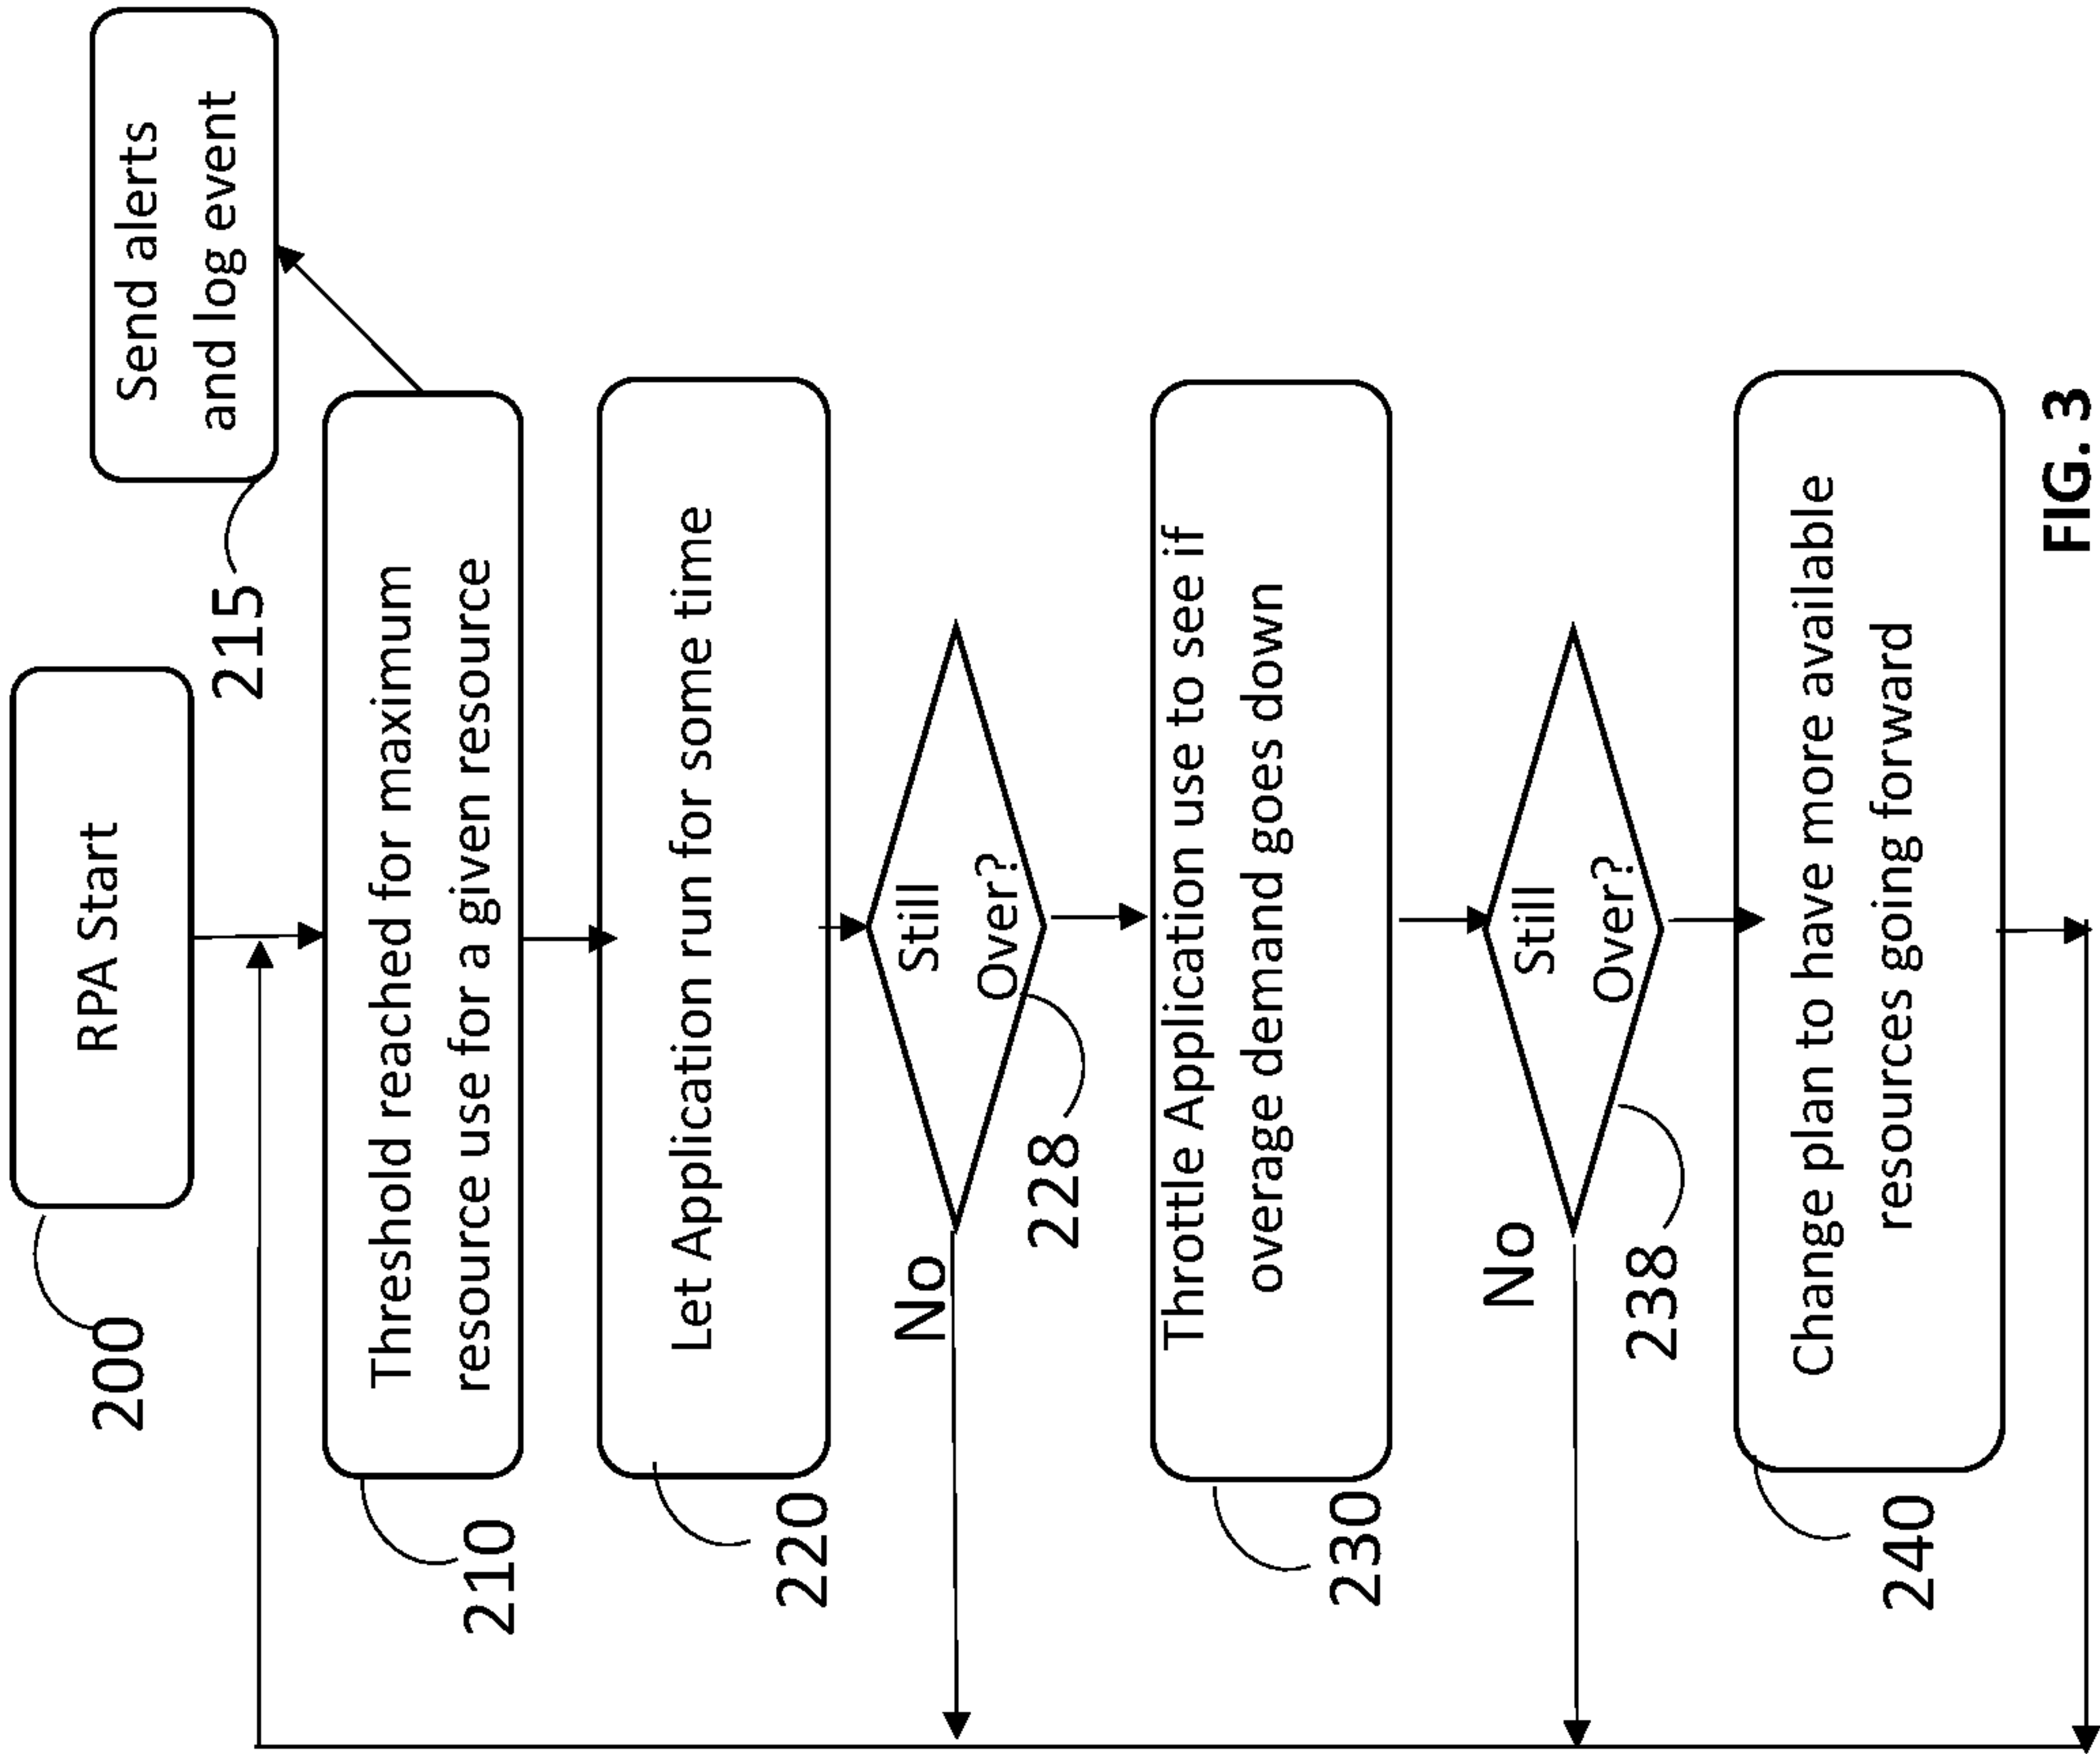 RPA Start
200
Send alerts
and log event
215
Threshold reached for maximum
resource use for a given resource
210
Let Application run for some time
220
Still
Over?
No
228
Throttle Application use to see if
overage demand goes down
230
Still
Over?
No
238
Change plan to have more available
resources going forward
240
FIG. 3